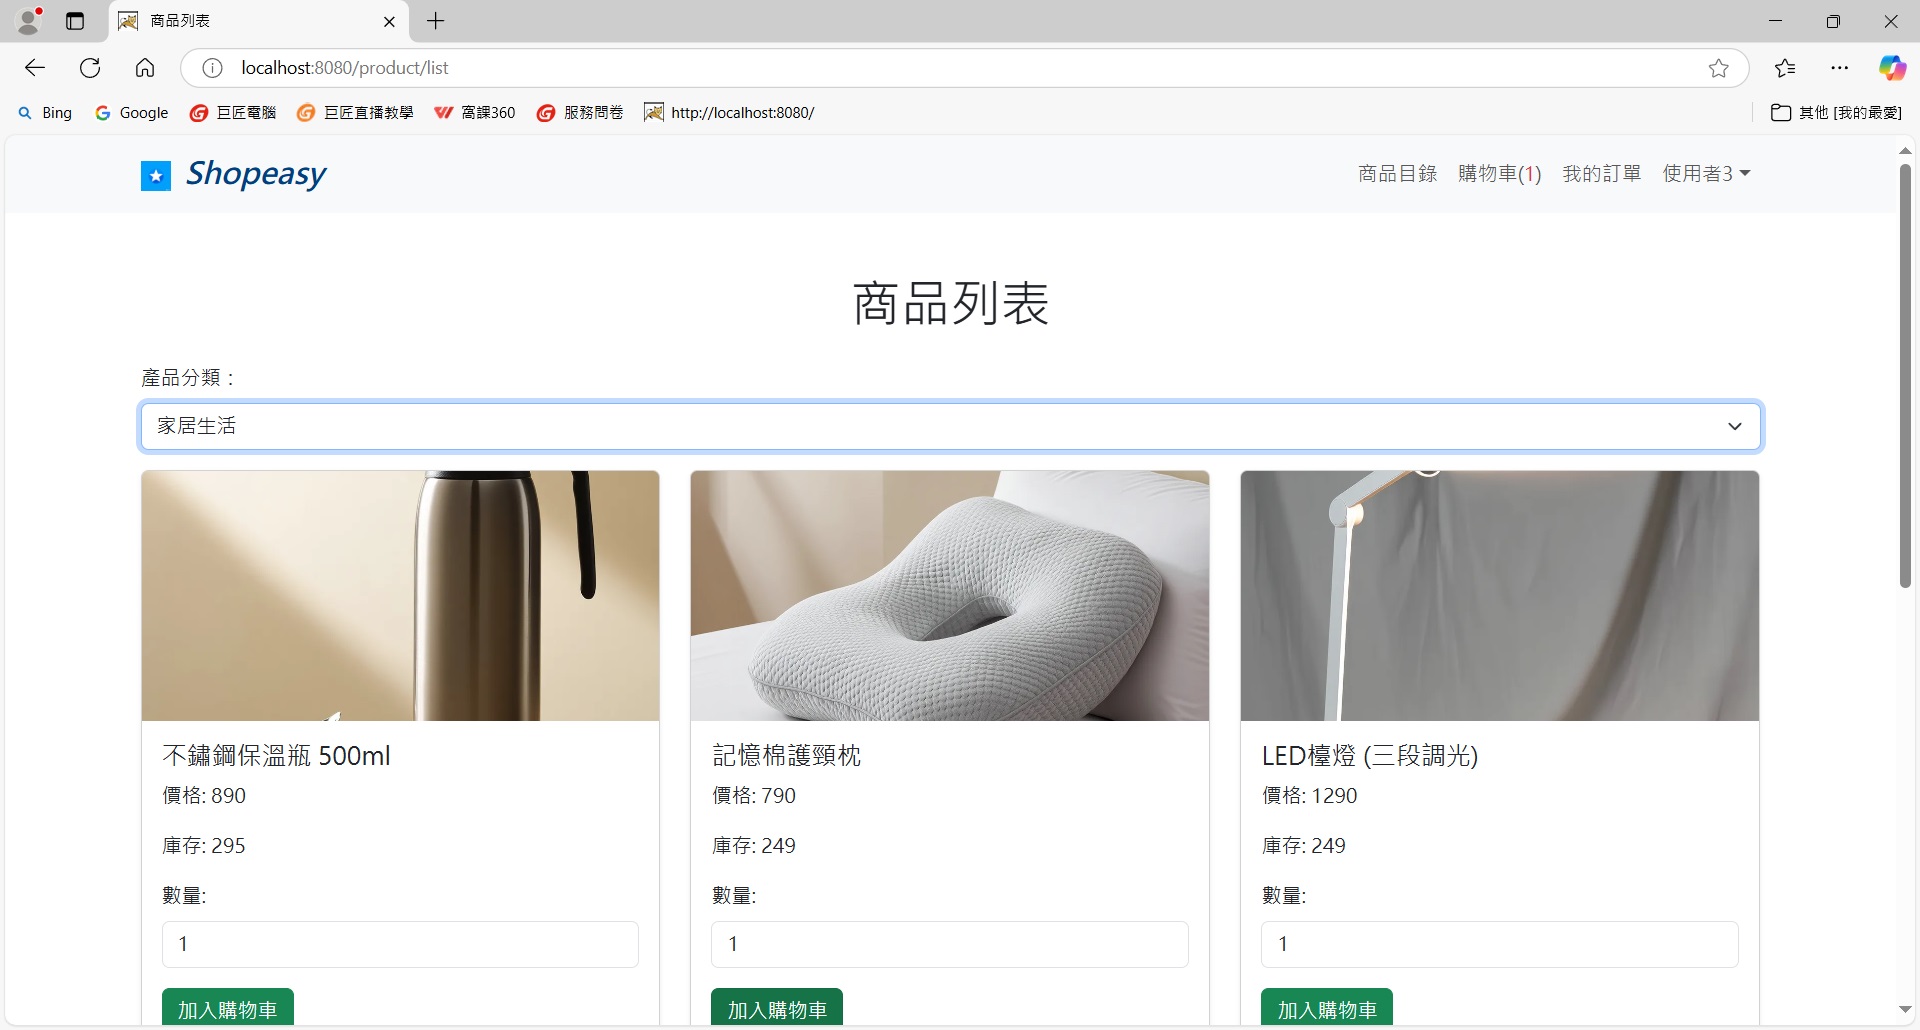 商品列表
localhost:8080/product/list
Bing
Google
巨匠電腦
巨匠直播教學
窩課360
服務問卷
http://localhost:8080/
其他 [我的最愛]
Shopeasy
商品目錄
購物車(1)
我的訂單
使用者3
商品列表
產品分類：
家居生活
不鏽鋼保溫瓶 500ml
價格: 890
庫存: 295
數量:
1
加入購物車
記憶棉護頸枕
價格: 790
庫存: 249
數量:
1
加入購物車
LED檯燈 (三段調光)
價格: 1290
庫存: 249
數量:
1
加入購物車